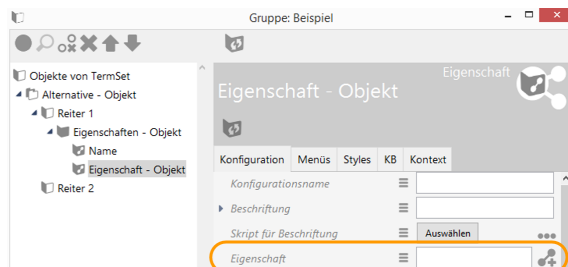 Gruppe: Beispiel
Objekte von TermSet
Alternative - Objekt
Reiter 1
Eigenschaften - Objekt
Name
Eigenschaft - Objekt
Reiter 2
Eigenschaft
Eigenschaft - Objekt
Konfiguration Menüs Styles KB Kontext
Konfigurationsname
Beschriftung
Skript für Beschriftung Auswählen
Eigenschaft